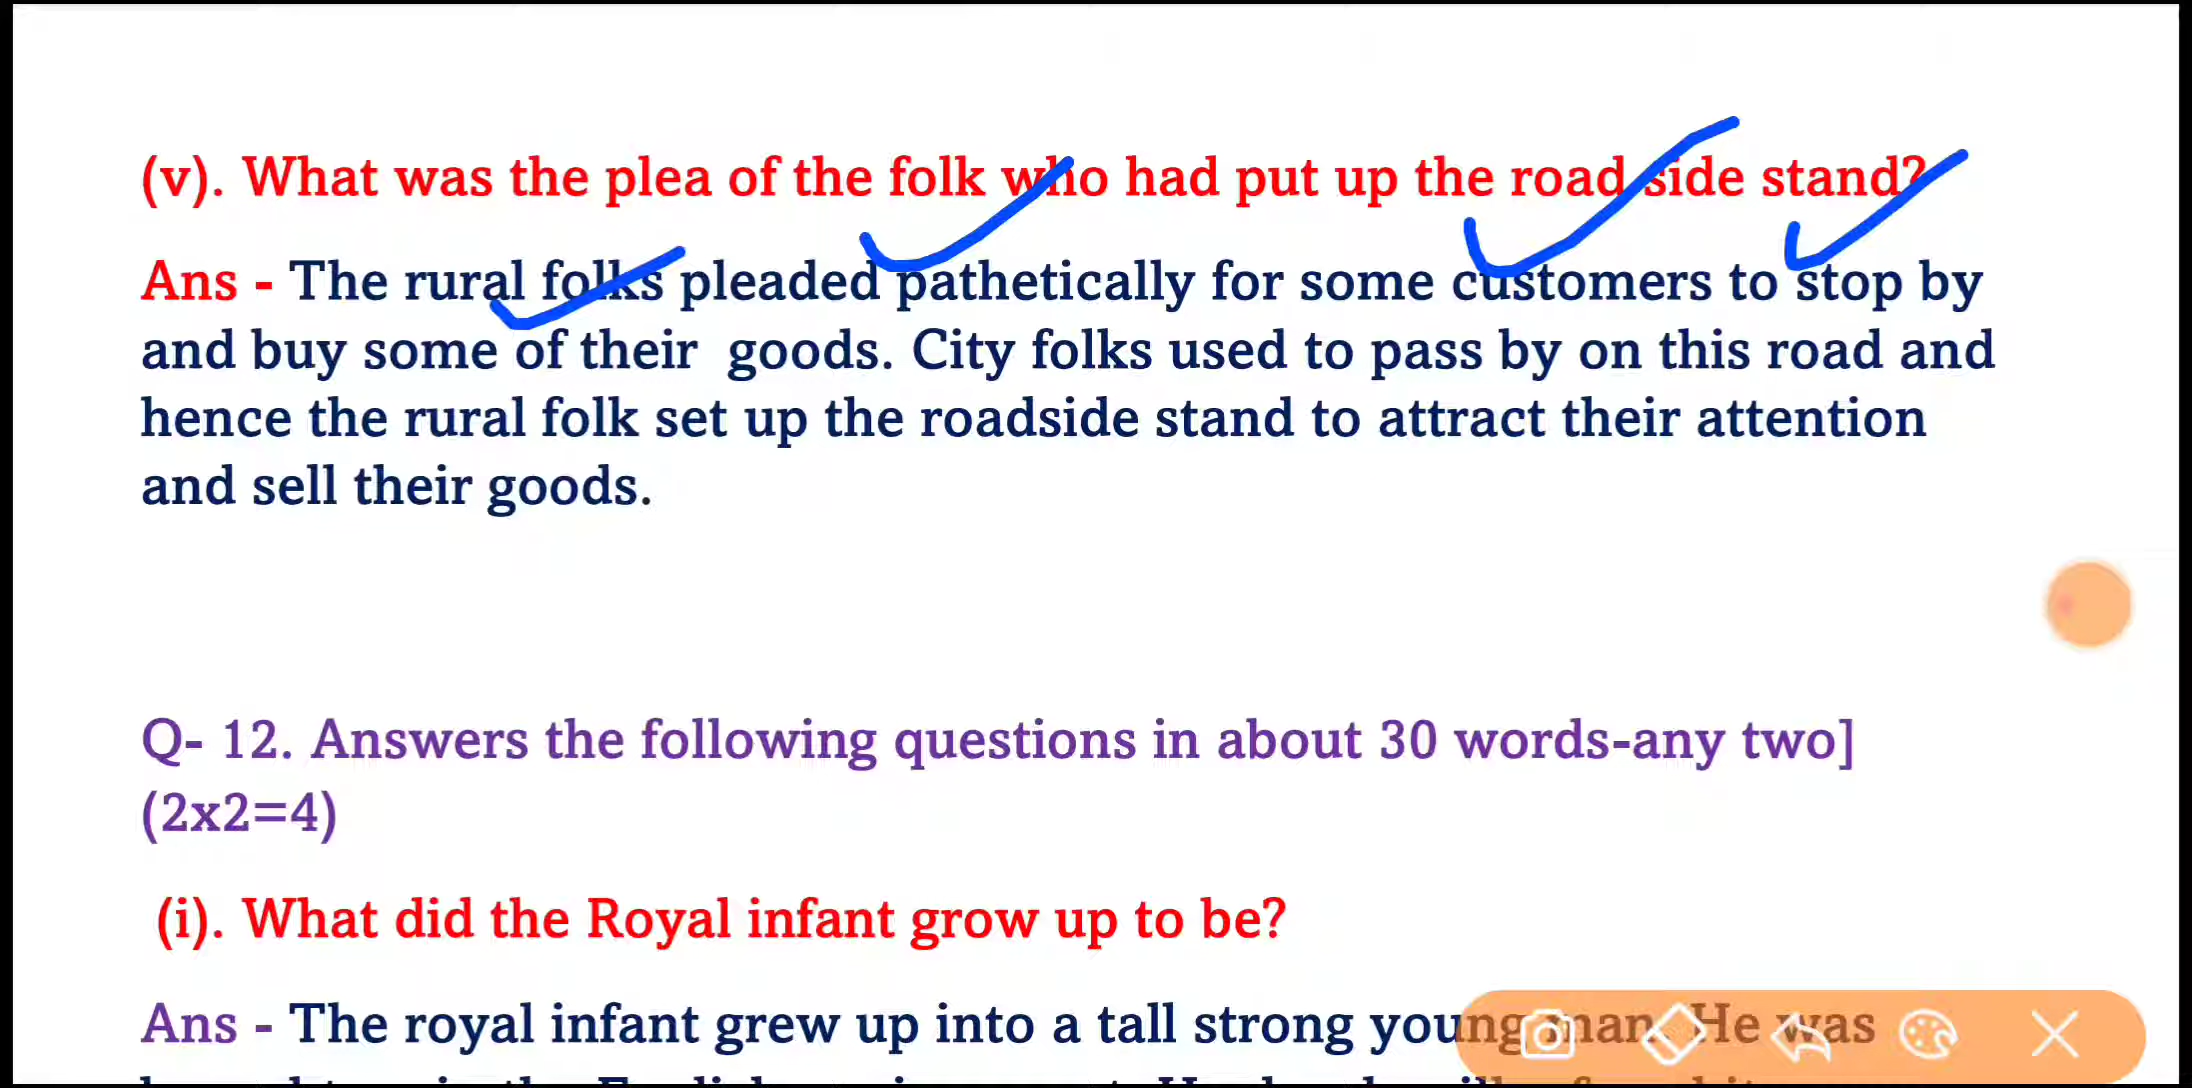 (v). What was the plea of the folk who had put up the road side stand?
Ans - The rural folks pleaded pathetically for some customers to stop by
and buy some of their goods. City folks used to pass by on this road and
hence the rural folk set up the roadside stand to attract their attention
and sell their goods.
Q- 12. Answers the following questions in about 30 words-any two]
(2x2=4)
(i). What did the Royal infant grow up to be?
Ans - The royal infant grew up into a tall strong young man. He was